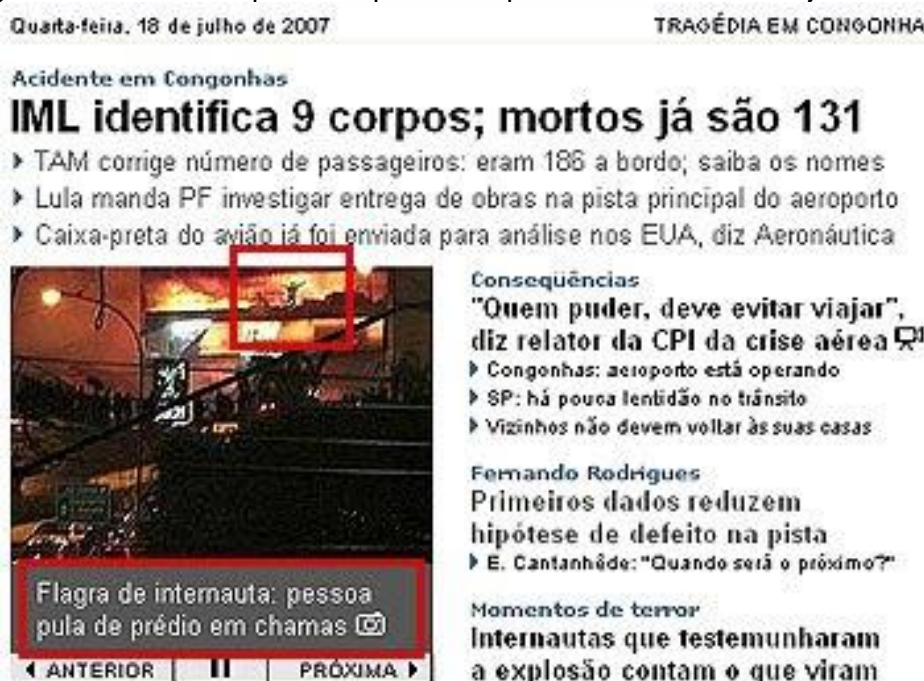 Quarta-feira, 18 de julho de 2007
TRAGÉDIA EM CONGONHA
Acidente em Congonhas
IML identifica 9 corpos; mortos já são 131
TAM corrige número de passageiros: eram 186 a bordo; saiba os nomes
Lula manda PF investigar entrega de obras na pista principal do aeroporto
Caixa-preta do avião já foi enviada para análise nos EUA, diz Aeronáutica
Flagra de internauta: pessoa
pula de prédio em chamas
ANTERIOR
PRÓXIMA
Conseqüências
"Quem puder, deve evitar viajar",
diz relator da CPI da crise aérea
Congonhas: aeroporto está operando
SP: há pouca lentidão no trânsito
Vizinhos não devem voltar às suas casas
Fernando Rodrigues
Primeiros dados reduzem
hipótese de defeito na pista
E. Cantanhêde: "Quando será o próximo?"
Momentos de terror
Internautas que testemunharam
a explosão contam o que viram